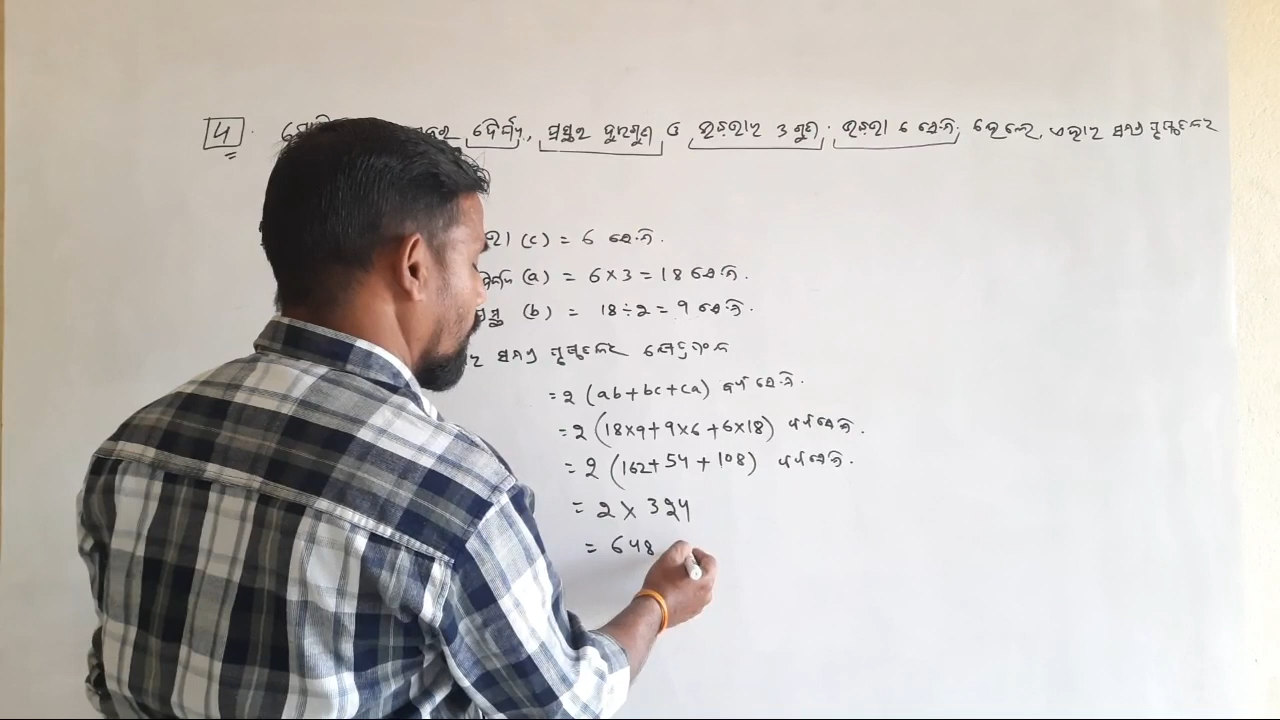 4. ଦୈର୍ଘ୍ୟ, ପ୍ରସ୍ଥର ଦୁଇଗୁଣ ଓ ଉଚ୍ଚତାର 3 ଗୁଣ. ଉଚ୍ଚତା 6 ସେ.ମି. ହେଲେ, ଏହାର ସମଗ୍ର ପୃଷ୍ଠତଳର
(c) = 6 ସେ.ମି.
(a) = 6×3 = 18 ସେ.ମି.
(b) = 18÷2 = 9 ସେ.ମି.
ସମଗ୍ର ପୃଷ୍ଠତଳର କ୍ଷେତ୍ରଫଳ
= 2 (ab+bc+ca) ବର୍ଗ ସେ.ମି.
= 2 (18×9+9×6+6×18) ବର୍ଗ ସେ.ମି.
= 2 (162+54+108) ବର୍ଗ ସେ.ମି.
= 2 × 324
= 648